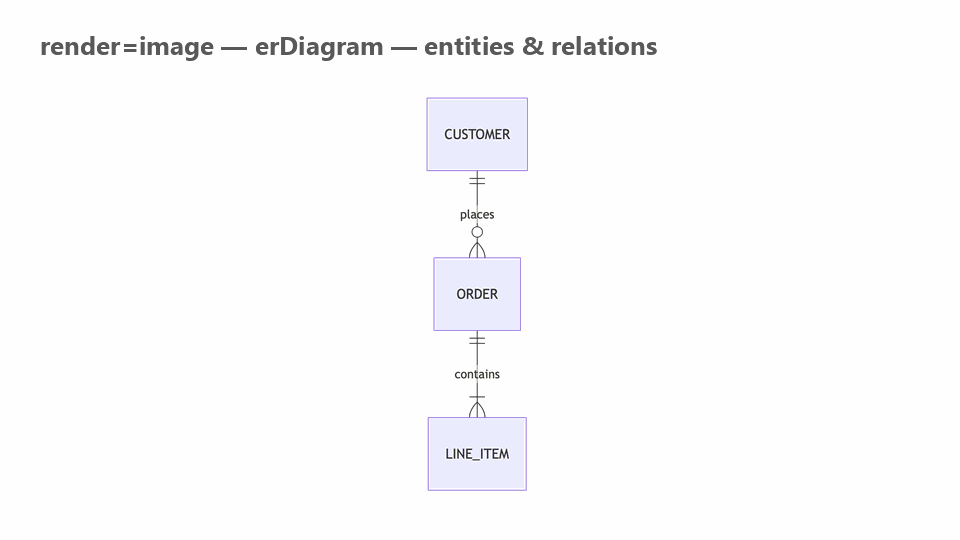 render=image — erDiagram — entities & relations
CUSTOMER
places
ORDER
contains
LINE_ITEM